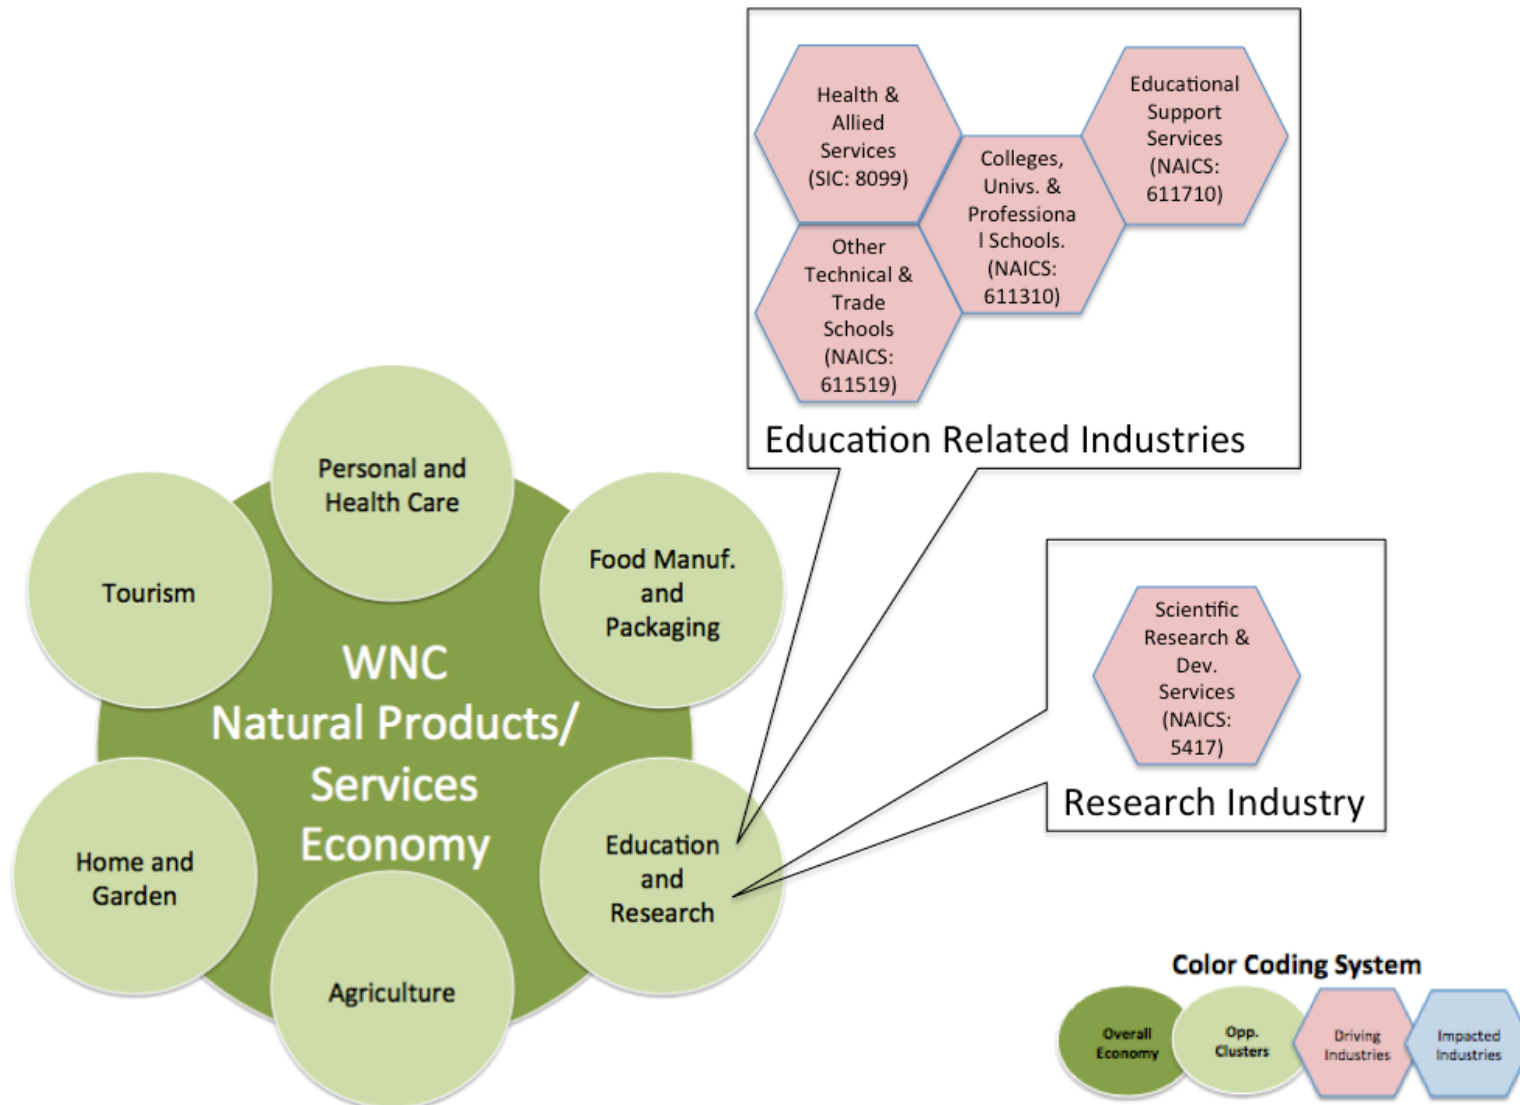 Health &
Allied
Services
(SIC: 8099)
Educational
Support
Services
(NAICS:
611710)
Colleges,
Univs. &
Professiona
l Schools.
(NAICS:
611310)
Other
Technical &
Trade
Schools
(NAICS:
611519)
Education Related Industries
Personal and
Health Care
Tourism
Food Manuf.
and
Packaging
WNC
Natural Products/
Services
Economy
Home and
Garden
Education
and
Research
Agriculture
Scientific
Research &
Dev.
Services
(NAICS:
5417)
Research Industry
Color Coding System
Overall
Economy
Opp.
Clusters
Driving
Industries
Impacted
Industries